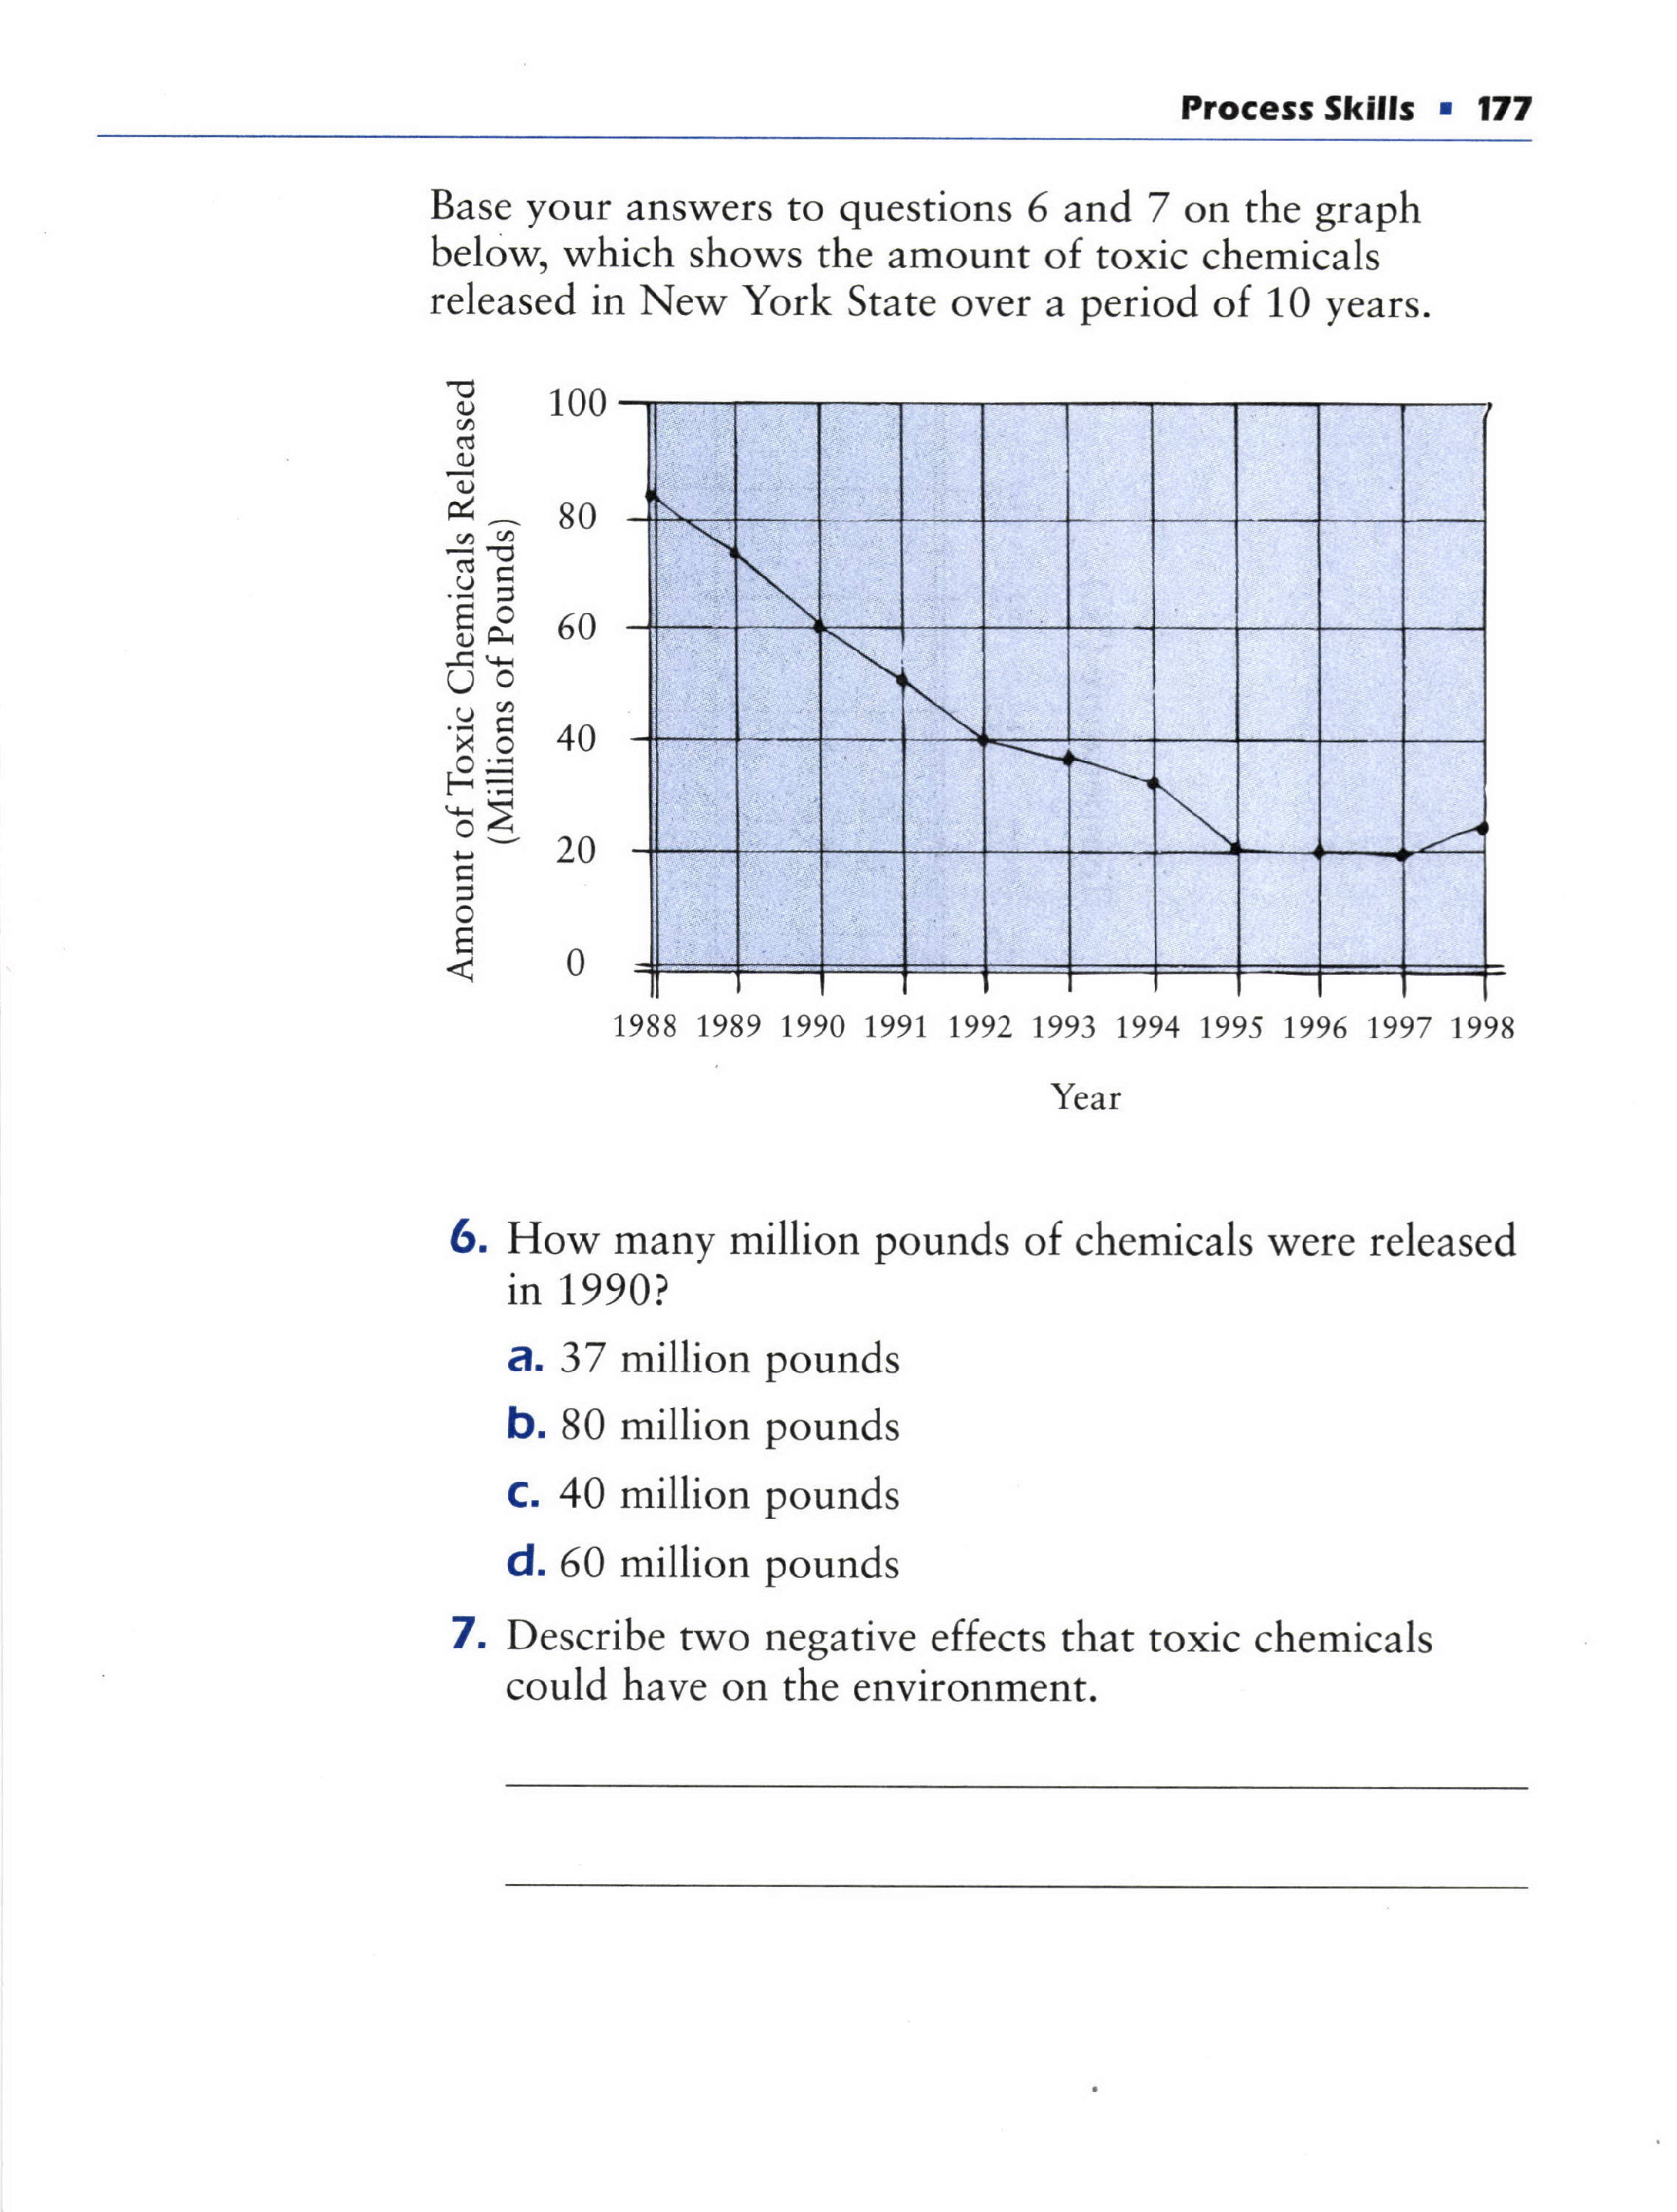 Process Skills ▪ 177
Base your answers to questions 6 and 7 on the graph
below, which shows the amount of toxic chemicals
released in New York State over a period of 10 years.
Amount of Toxic Chemicals Released
(Millions of Pounds)
100
80
60
40
20
0
1988 1989 1990 1991 1992 1993 1994 1995 1996 1997 1998
Year
6. How many million pounds of chemicals were released
in 1990?
a. 37 million pounds
b. 80 million pounds
c. 40 million pounds
d. 60 million pounds
7. Describe two negative effects that toxic chemicals
could have on the environment.